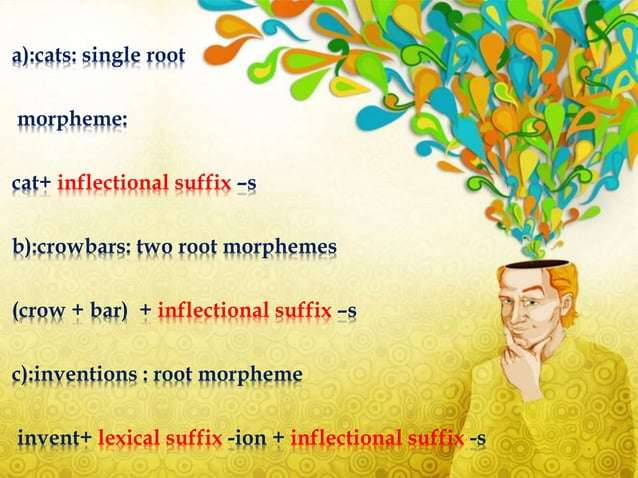 a):cats: single root
morpheme:
cat+ inflectional suffix –s
b):crowbars: two root morphemes
(crow + bar) + inflectional suffix –s
c):inventions : root morpheme
invent+ lexical suffix -ion + inflectional suffix -s